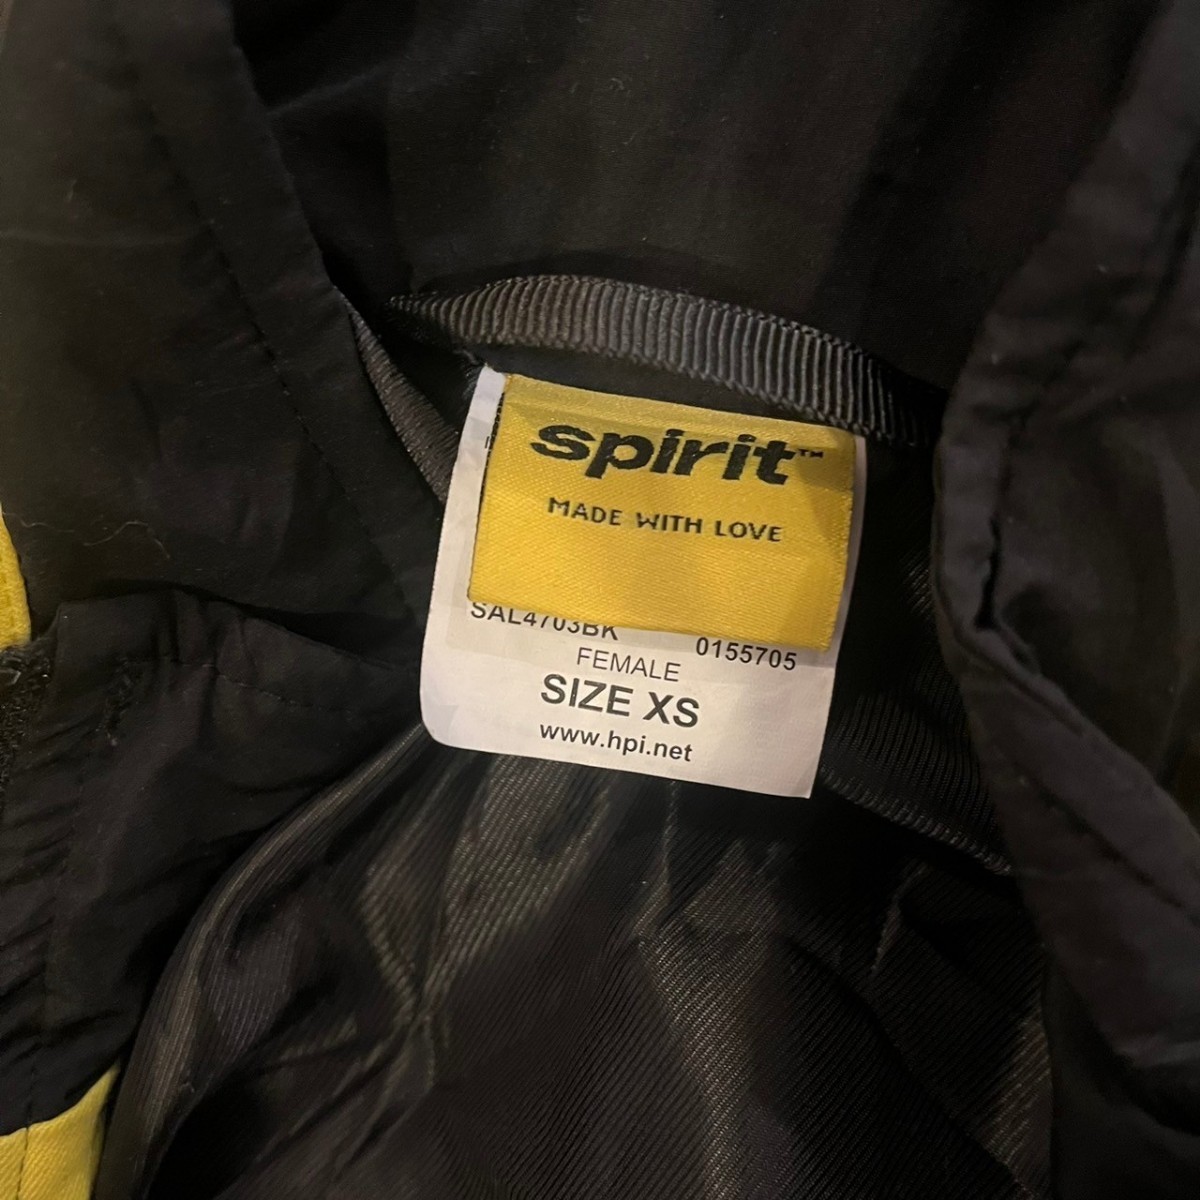 spirit™
MADE WITH LOVE
SAL4703BK 0155705
FEMALE
SIZE XS
www.hpi.net